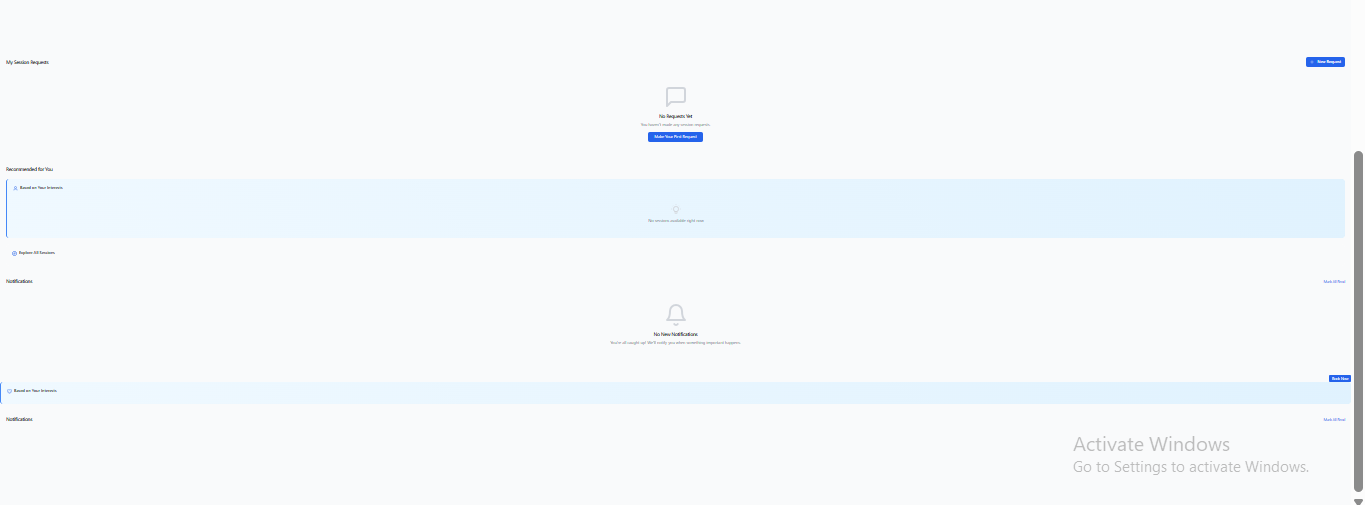 My Session Requests
New Request
No Requests Yet
You haven't made any session requests
Make Your First Request
Recommended for You
Based on Your Interests
No sessions available right now
Explore All Sessions
Notifications
Mark All Read
No New Notifications
You're all caught up! We'll notify you when something important happens.
Book Now
Based on Your Interests
Notifications
Mark All Read
Activate Windows
Go to Settings to activate Windows.